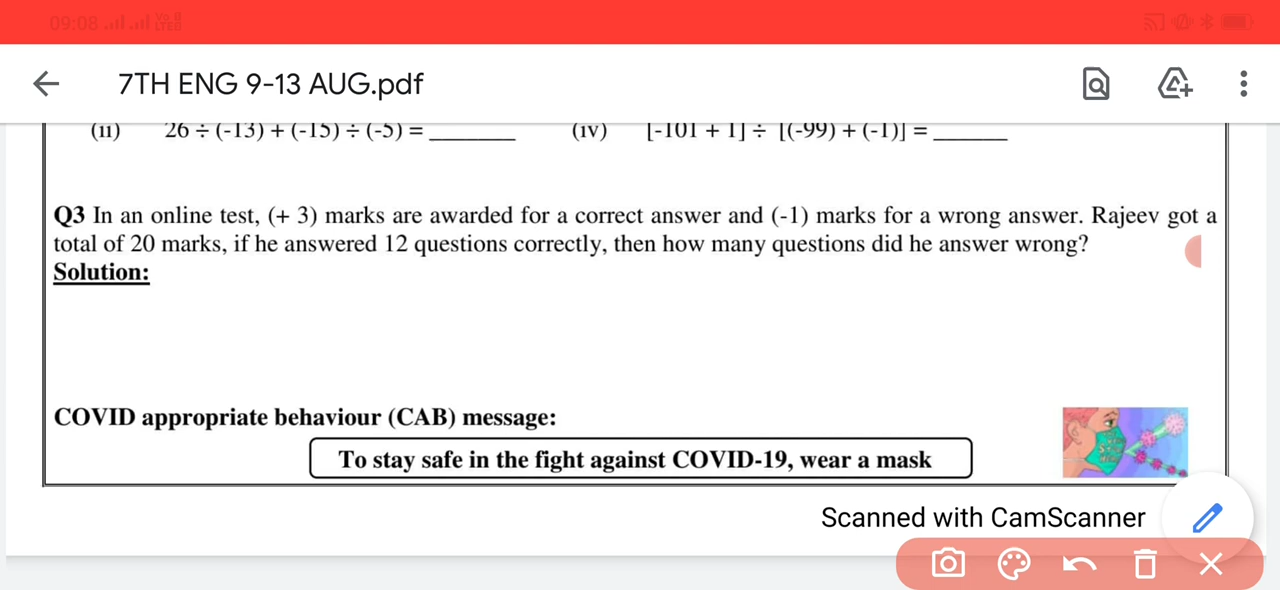 09:08
7TH ENG 9-13 AUG.pdf
(ii) 26 ÷ (-13) + (-15) ÷ (-5) = ________ (iv) [-101 + 1] ÷ [(-99) + (-1)] = _______
Q3 In an online test, (+ 3) marks are awarded for a correct answer and (-1) marks for a wrong answer. Rajeev got a
total of 20 marks, if he answered 12 questions correctly, then how many questions did he answer wrong?
Solution:
COVID appropriate behaviour (CAB) message:
To stay safe in the fight against COVID-19, wear a mask
Scanned with CamScanner